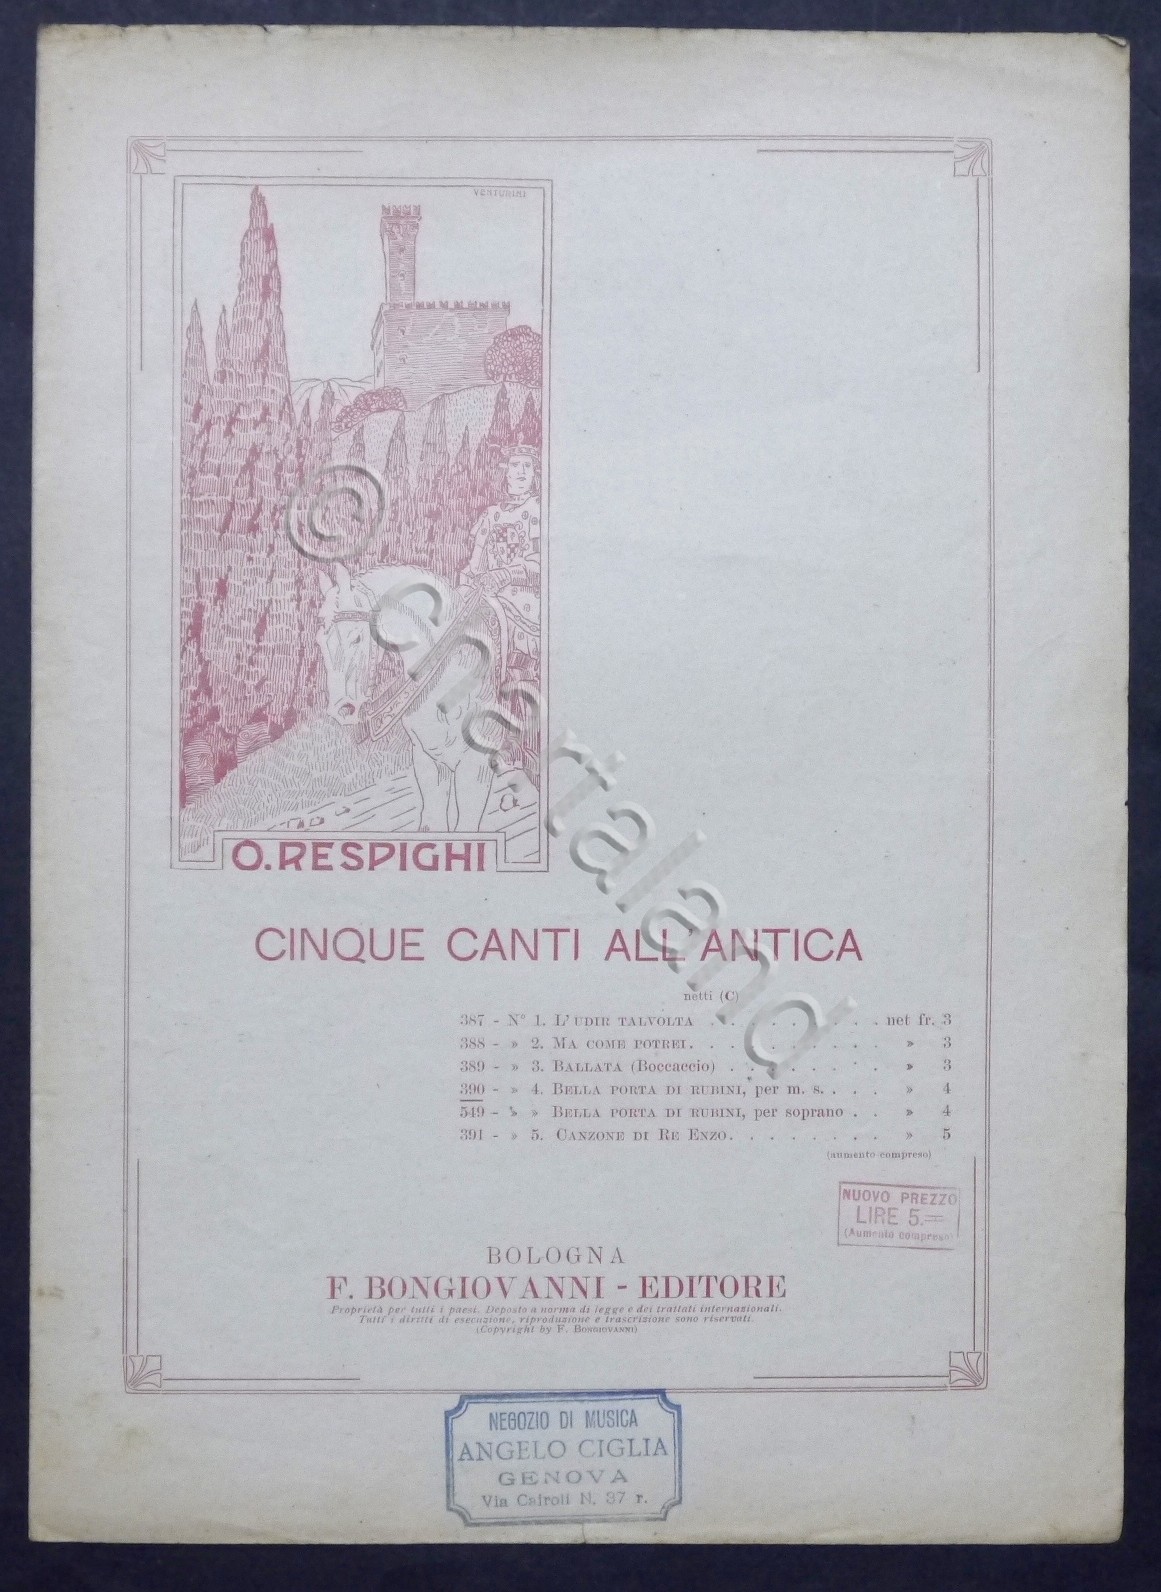 VENTURINI
O. RESPIGHI
CINQUE CANTI ALL'ANTICA
netti (C)
387 - N° 1. L'UDIR TALVOLTA . . . . . . . . . . net fr. 3
388 - » 2. MA COME POTREI. . . . . . . . . . » 3
389 - » 3. BALLATA (Boccaccio) . . . . . . . . » 3
390 - » 4. BELLA PORTA DI RUBINI, per m. s. . . . » 4
549 - » » BELLA PORTA DI RUBINI, per soprano . . » 4
391 - » 5. CANZONE DI RE ENZO. . . . . . . . » 5
(aumento compreso)
NUOVO PREZZO
LIRE 5.=
(Aumento compreso)
BOLOGNA
F. BONGIOVANNI - EDITORE
Proprietà per tutti i paesi. Deposto a norma di legge e dei trattati internazionali.
Tutti i diritti di esecuzione, riproduzione e trascrizione sono riservati.
(Copyright by F. BONGIOVANNI)
NEGOZIO DI MUSICA
ANGELO CIGLIA
GENOVA
Via Cairoli N. 37 r.
© chartaland